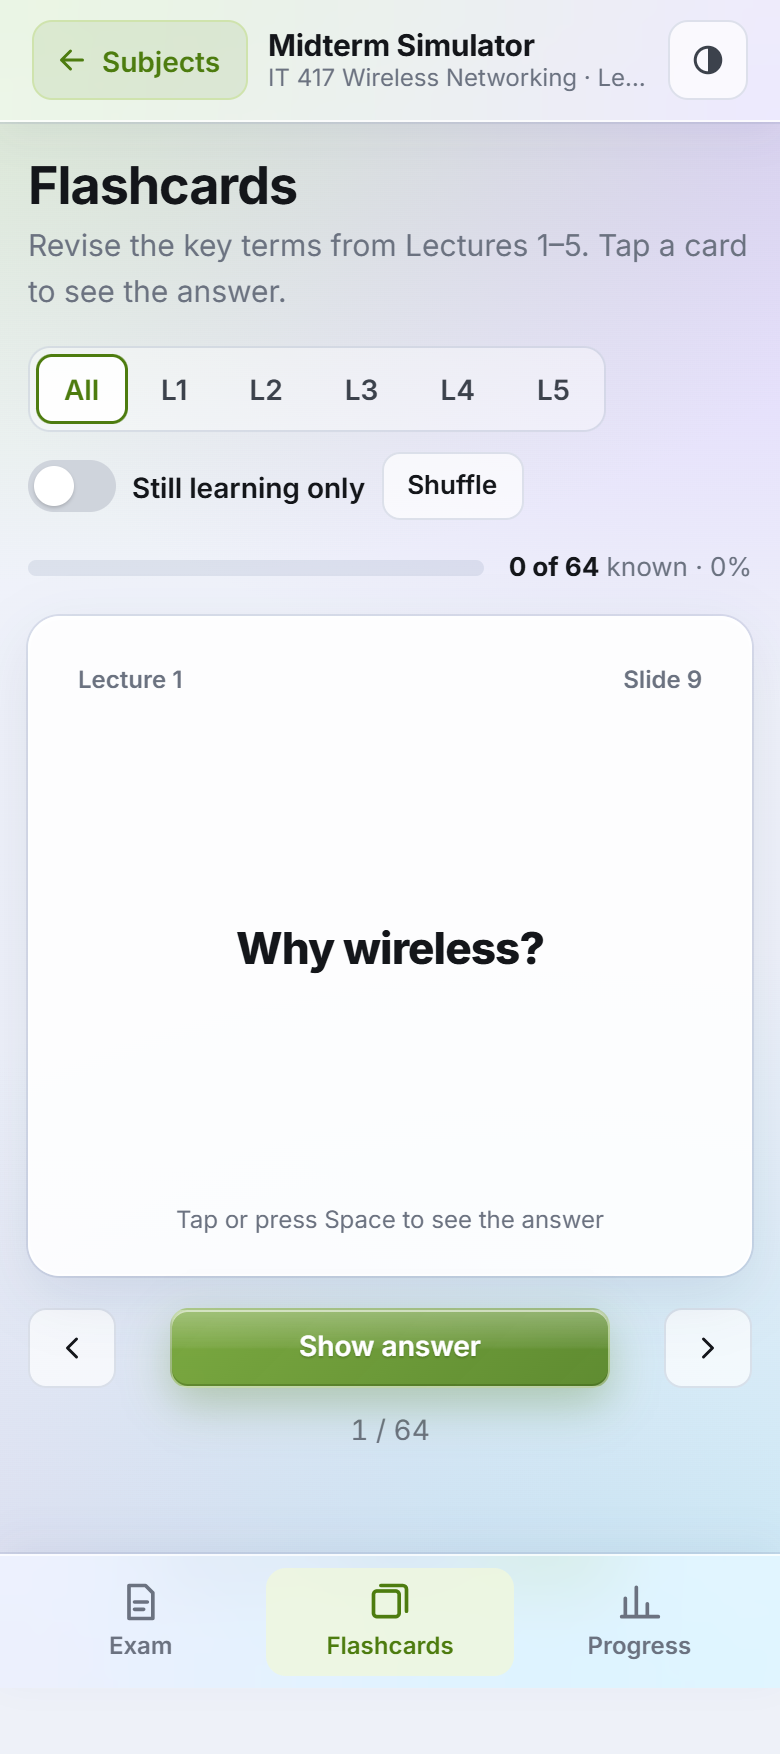 Subjects
Midterm Simulator
IT 417 Wireless Networking · Le...
Flashcards
Revise the key terms from Lectures 1–5. Tap a card
to see the answer.
All L1 L2 L3 L4 L5
Still learning only Shuffle
0 of 64 known · 0%
Lecture 1 Slide 9
Why wireless?
Tap or press Space to see the answer
Show answer
1 / 64
Exam Flashcards Progress